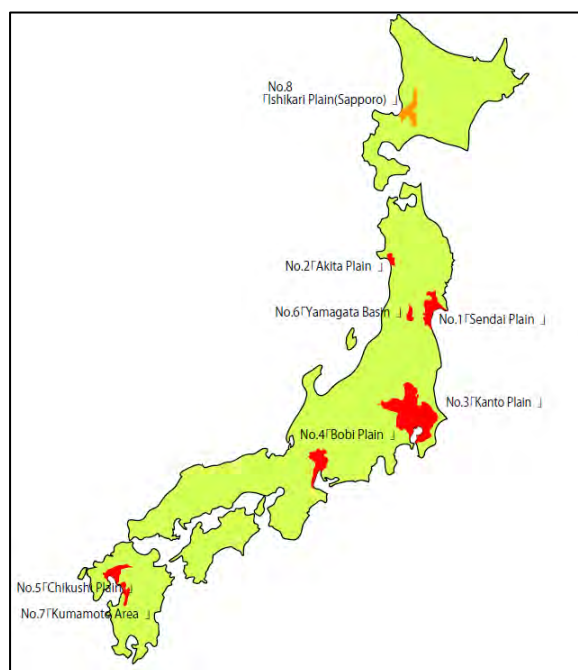 No.8
｢Ishikari Plain(Sapporo) ｣
No.2｢Akita Plain ｣
No.6｢Yamagata Basin ｣
No.1｢Sendai Plain ｣
No.3｢Kanto Plain ｣
No.4｢Bobi Plain ｣
No.5｢Chikushi Plain｣
No.7｢Kumamoto Area ｣